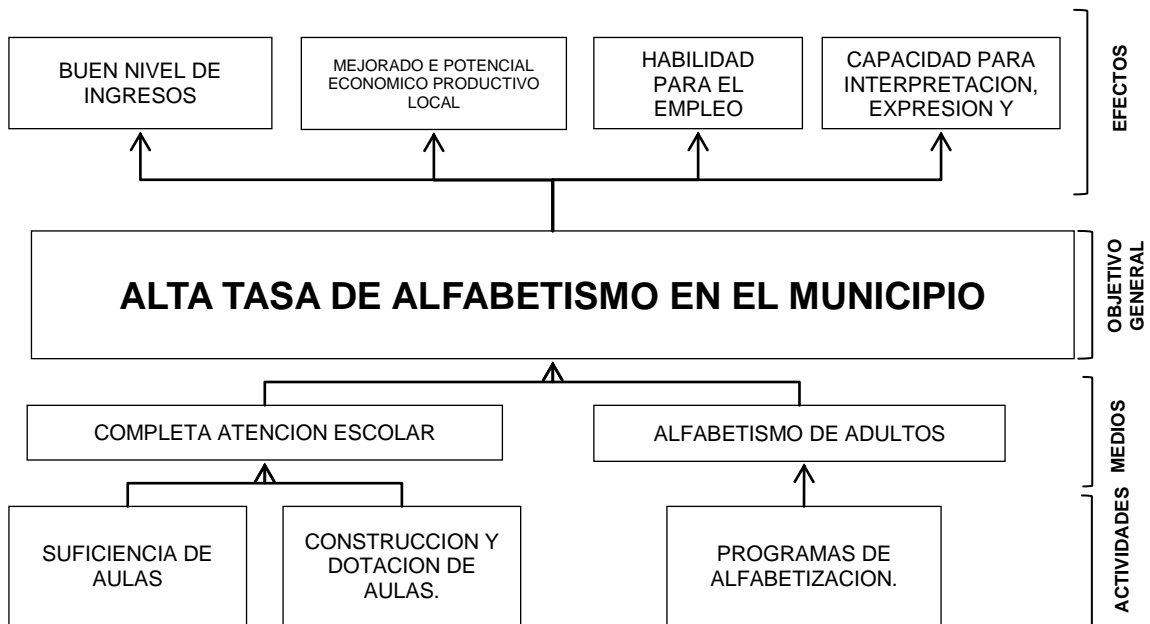 BUEN NIVEL DE
INGRESOS
MEJORADO E POTENCIAL
ECONOMICO PRODUCTIVO
LOCAL
HABILIDAD
PARA EL
EMPLEO
CAPACIDAD PARA
INTERPRETACION,
EXPRESION Y
EFECTOS
ALTA TASA DE ALFABETISMO EN EL MUNICIPIO
OBJETIVO
GENERAL
COMPLETA ATENCION ESCOLAR
ALFABETISMO DE ADULTOS
MEDIOS
SUFICIENCIA DE
AULAS
CONSTRUCCION Y
DOTACION DE
AULAS.
PROGRAMAS DE
ALFABETIZACION.
ACTIVIDADES